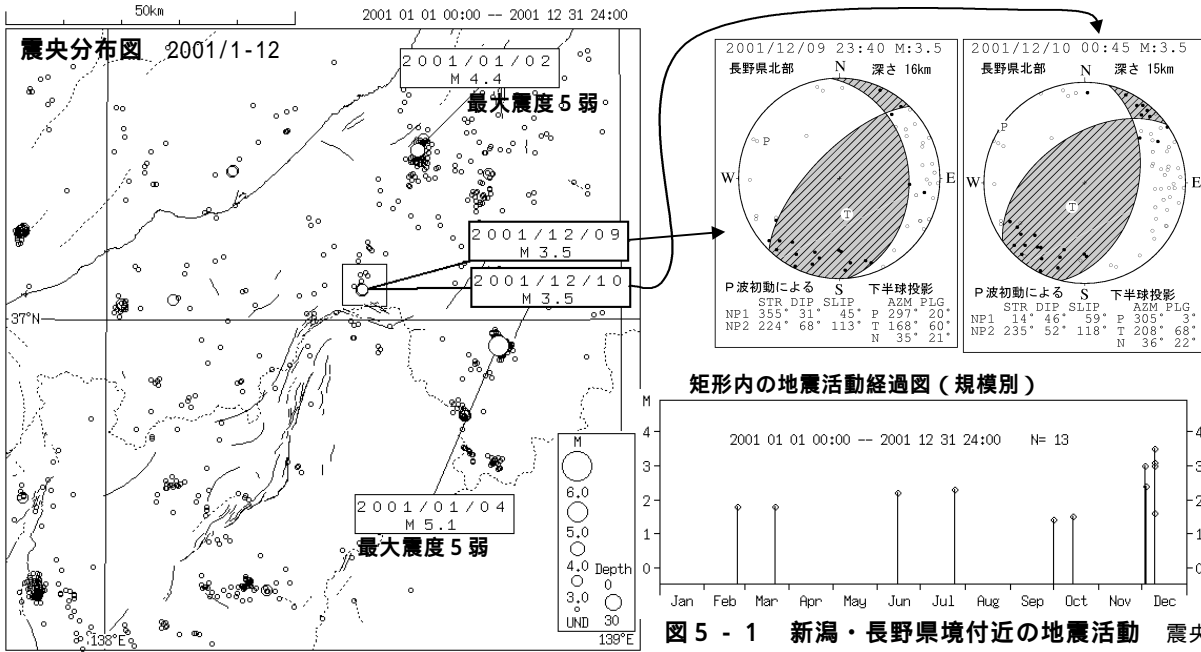 50km
2001 01 01 00:00 -- 2001 12 31 24:00
震央分布図 2001/1-12
2001/01/02
M 4.4
最大震度５弱
2001/12/09
M 3.5
2001/12/10
M 3.5
37°N
2001/01/04
M 5.1
最大震度５弱
138°E
139°E
M
6.0
5.0
4.0
3.0
UND
Depth
0
30
2001/12/09 23:40 M:3.5
長野県北部 深さ 16km
N
P
W
E
T
S
Ｐ波初動による 下半球投影
STR DIP SLIP AZM PLG
NP1 355° 31° 45° P 297° 20°
NP2 224° 68° 113° T 168° 60°
N 35° 21°
2001/12/10 00:45 M:3.5
長野県北部 深さ 15km
N
P
W
E
T
S
Ｐ波初動による 下半球投影
STR DIP SLIP AZM PLG
NP1 14° 46° 59° P 305° 3°
NP2 235° 52° 118° T 208° 68°
N 36° 22°
矩形内の地震活動経過図（規模別）
M
2001 01 01 00:00 -- 2001 12 31 24:00 N= 13
4 4
3 3
2 2
1 1
0 0
Jan Feb Mar Apr May Jun Jul Aug Sep Oct Nov Dec
図５-１ 新潟・長野県境付近の地震活動 震央